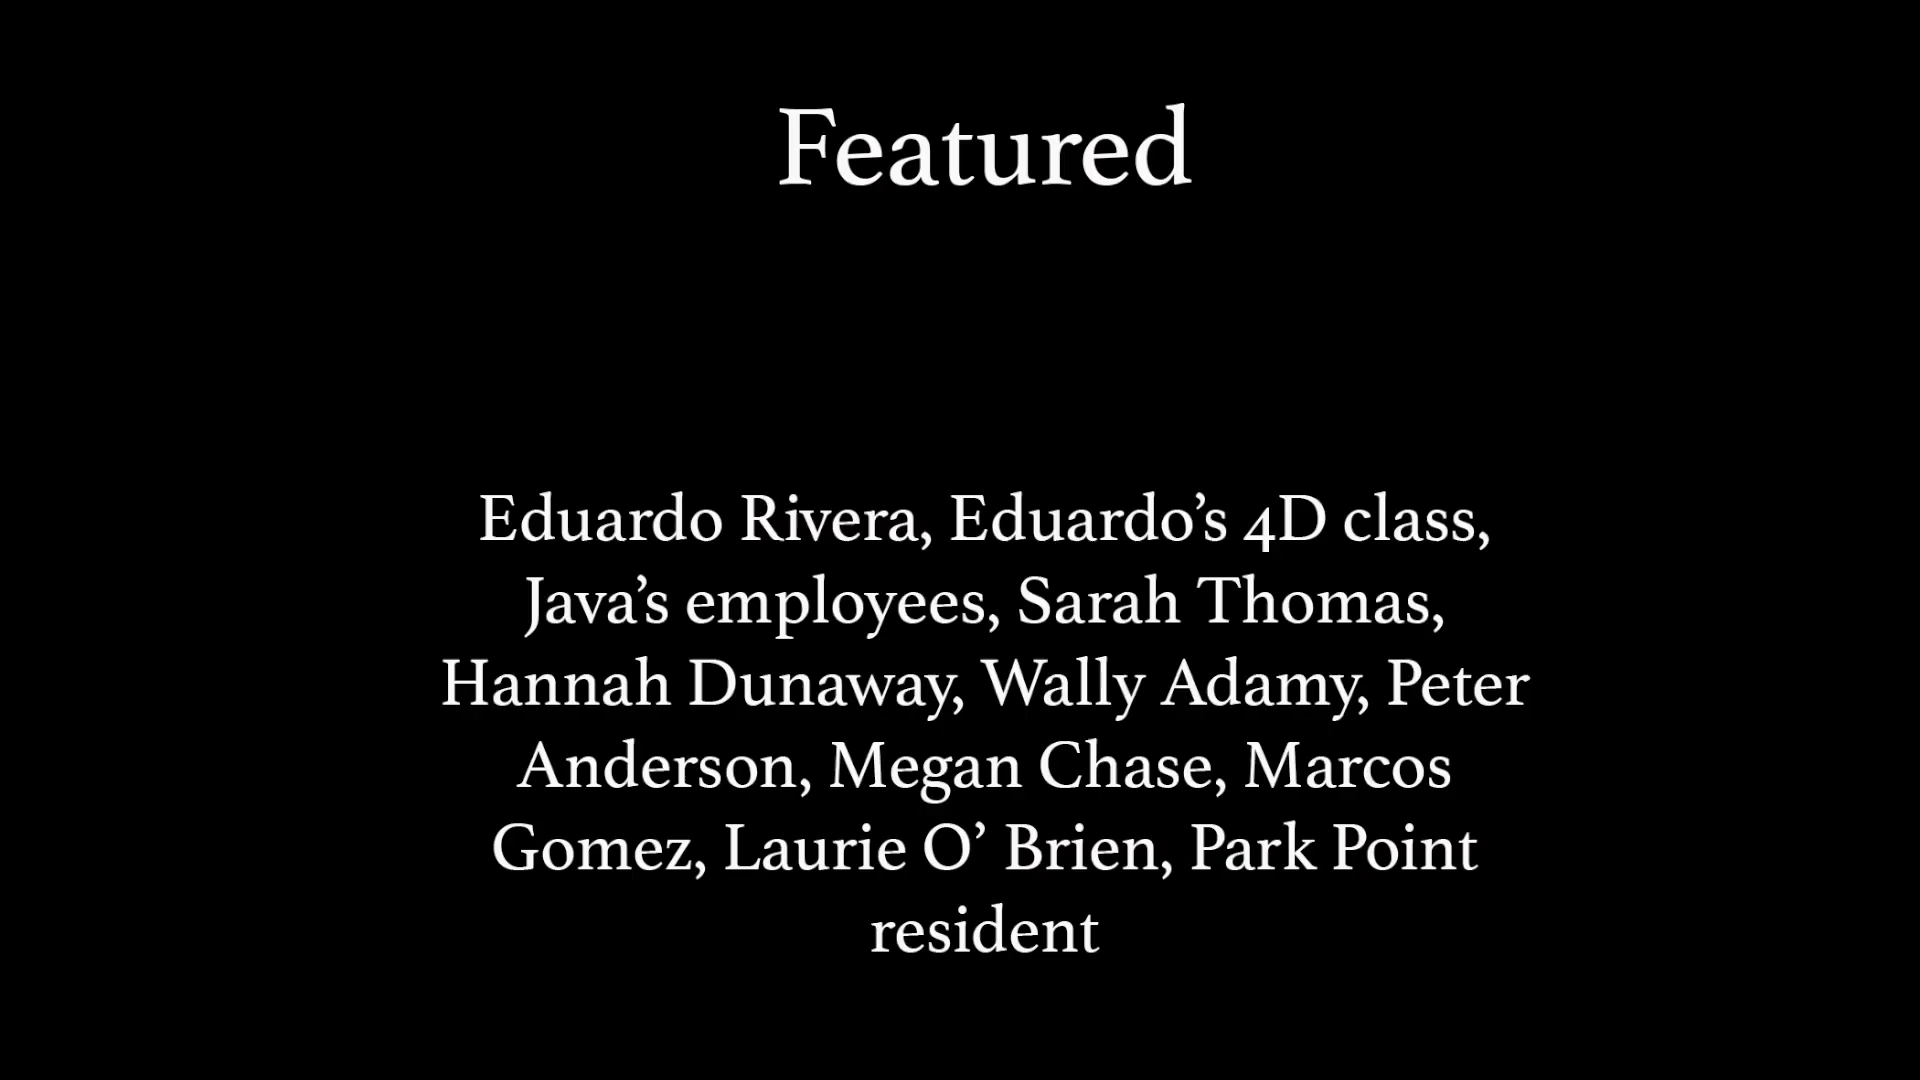 Featured
Eduardo Rivera, Eduardo’s 4D class,
Java’s employees, Sarah Thomas,
Hannah Dunaway, Wally Adamy, Peter
Anderson, Megan Chase, Marcos
Gomez, Laurie O’ Brien, Park Point
resident